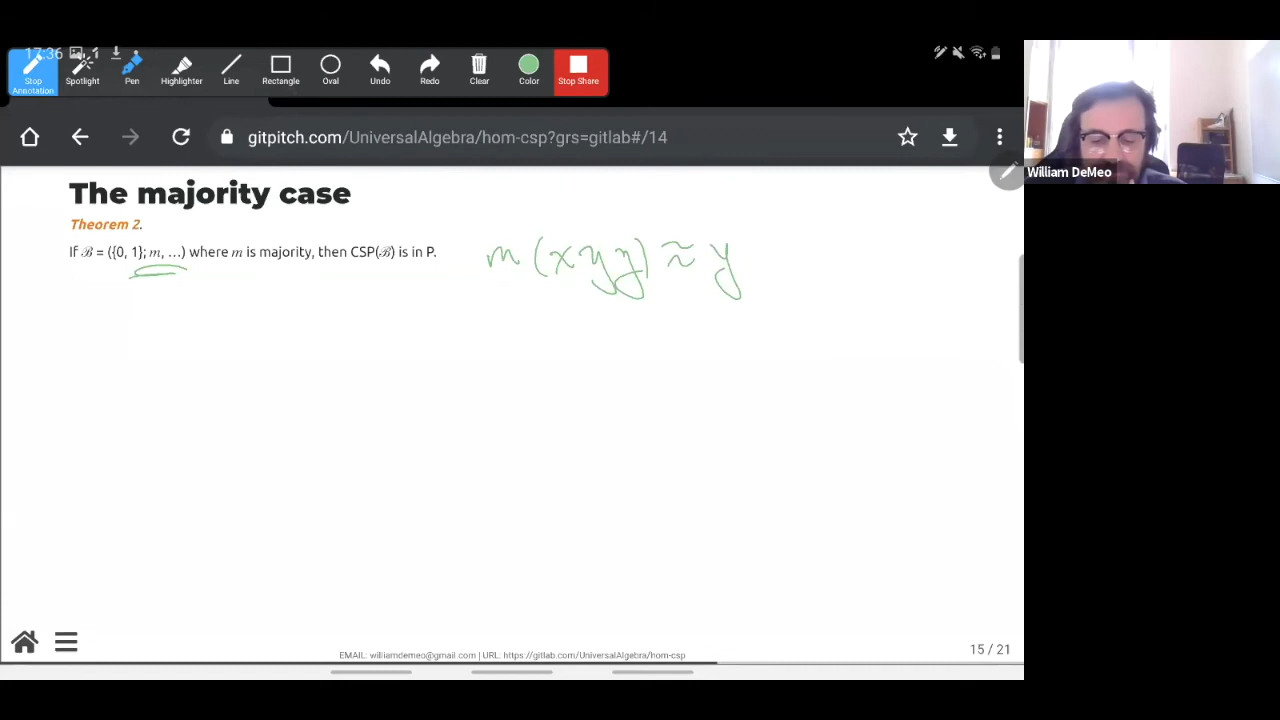 17:36
Stop Annotation
Spotlight
Pen
Highlighter
Line
Rectangle
Oval
Undo
Redo
Clear
Color
Stop Share
gitpitch.com/UniversalAlgebra/hom-csp?grs=gitlab#/14
William DeMeo
The majority case
Theorem 2.
If ℬ = ({0, 1}; m, …) where m is majority, then CSP(ℬ) is in P.
m(xyy) ≈ y
15 / 21
EMAIL: williamdemeo@gmail.com | URL: https://gitlab.com/UniversalAlgebra/hom-csp